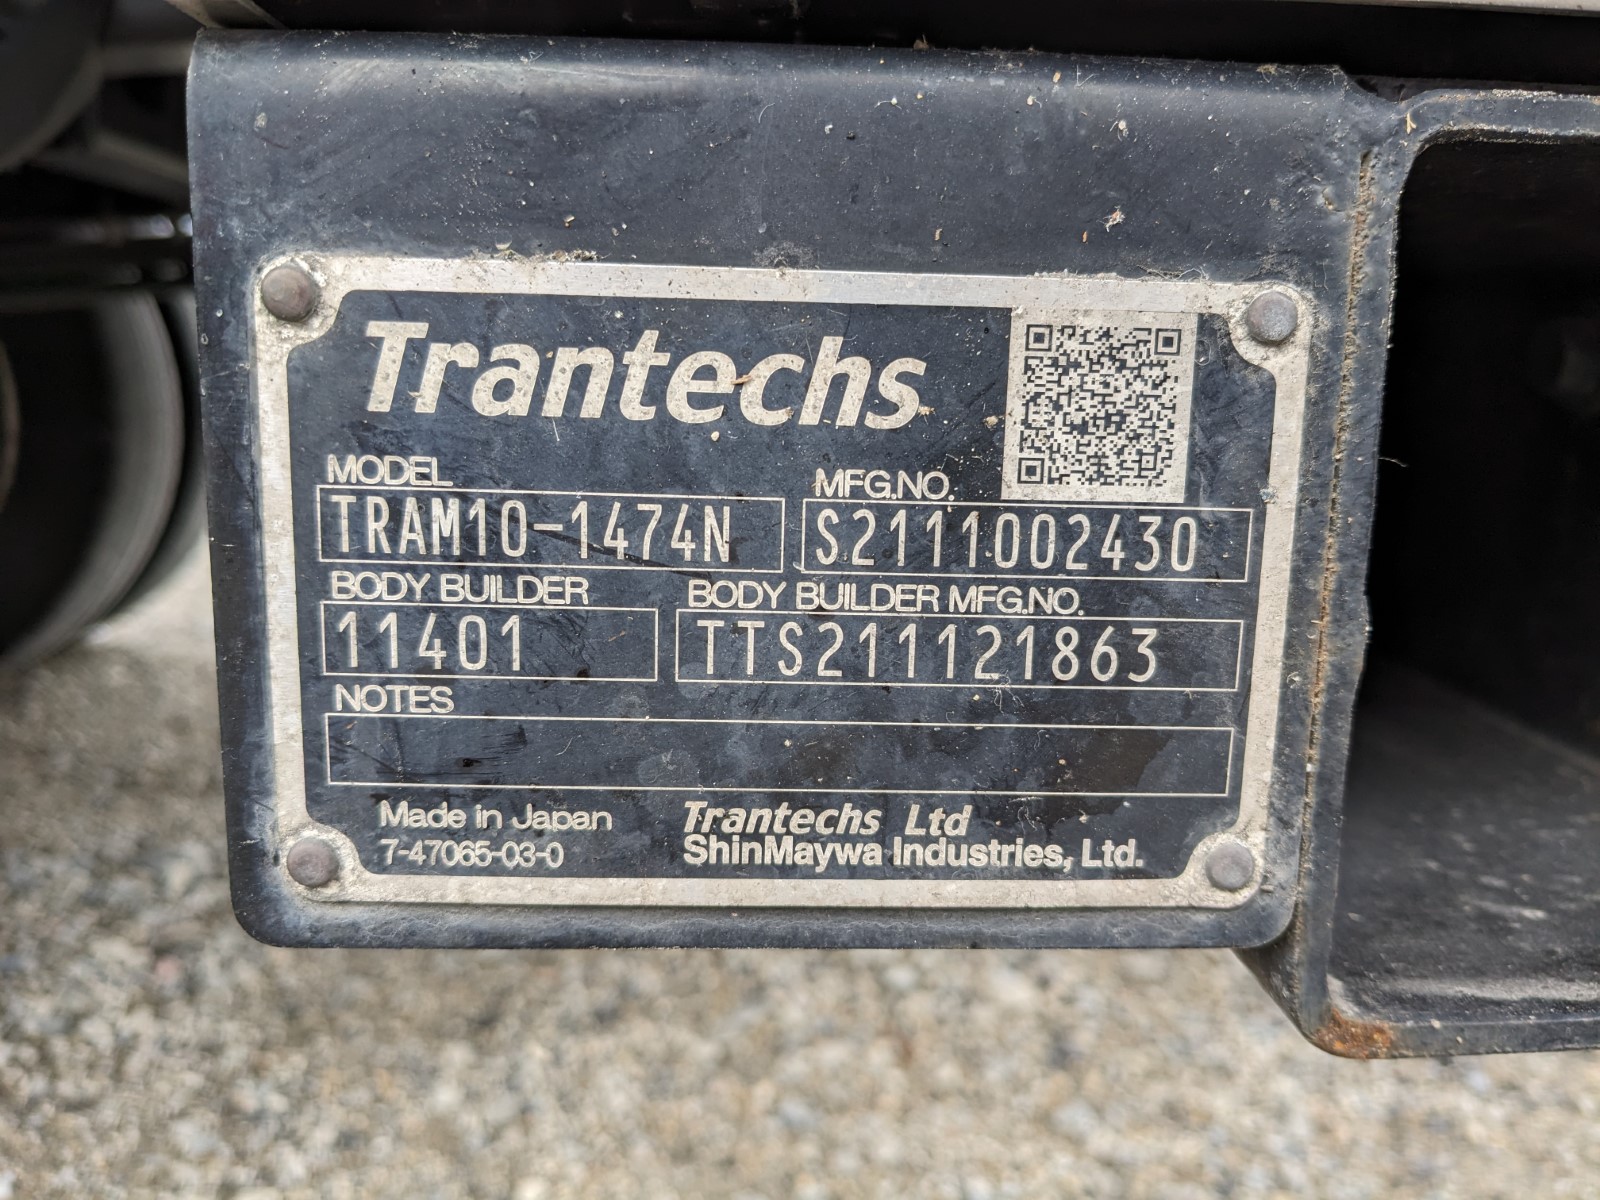 Trantechs
MODEL
TRAM10-1474N
MFG.NO.
S2111002430
BODY BUILDER
11401
BODY BUILDER MFG.NO.
TTS211121863
NOTES
Made in Japan
7-47065-03-0
Trantechs Ltd
ShinMaywa Industries, Ltd.